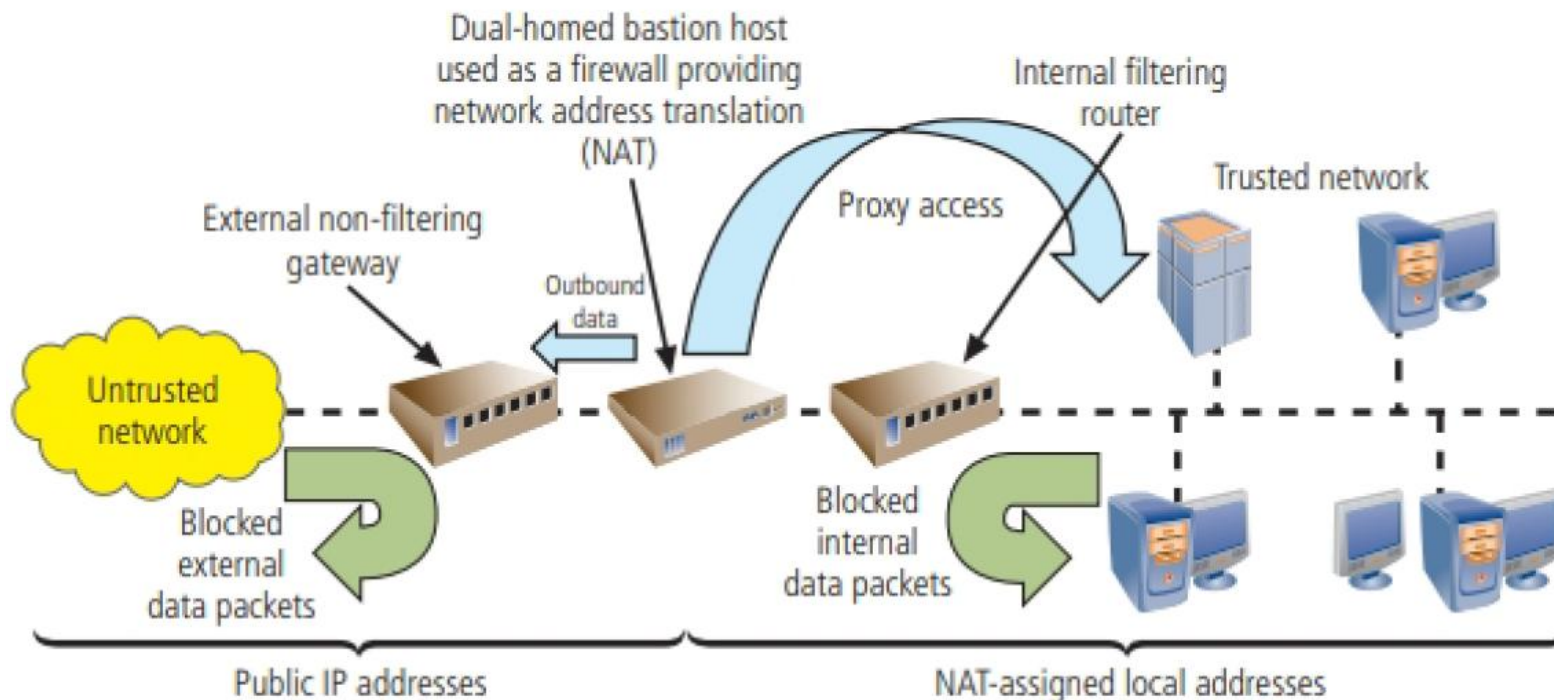 Dual-homed bastion host
used as a firewall providing
network address translation
(NAT)
Internal filtering
router
Trusted network
Proxy access
External non-filtering
gateway
Outbound
data
Untrusted
network
Blocked
external
data packets
Blocked
internal
data packets
Public IP addresses
NAT-assigned local addresses